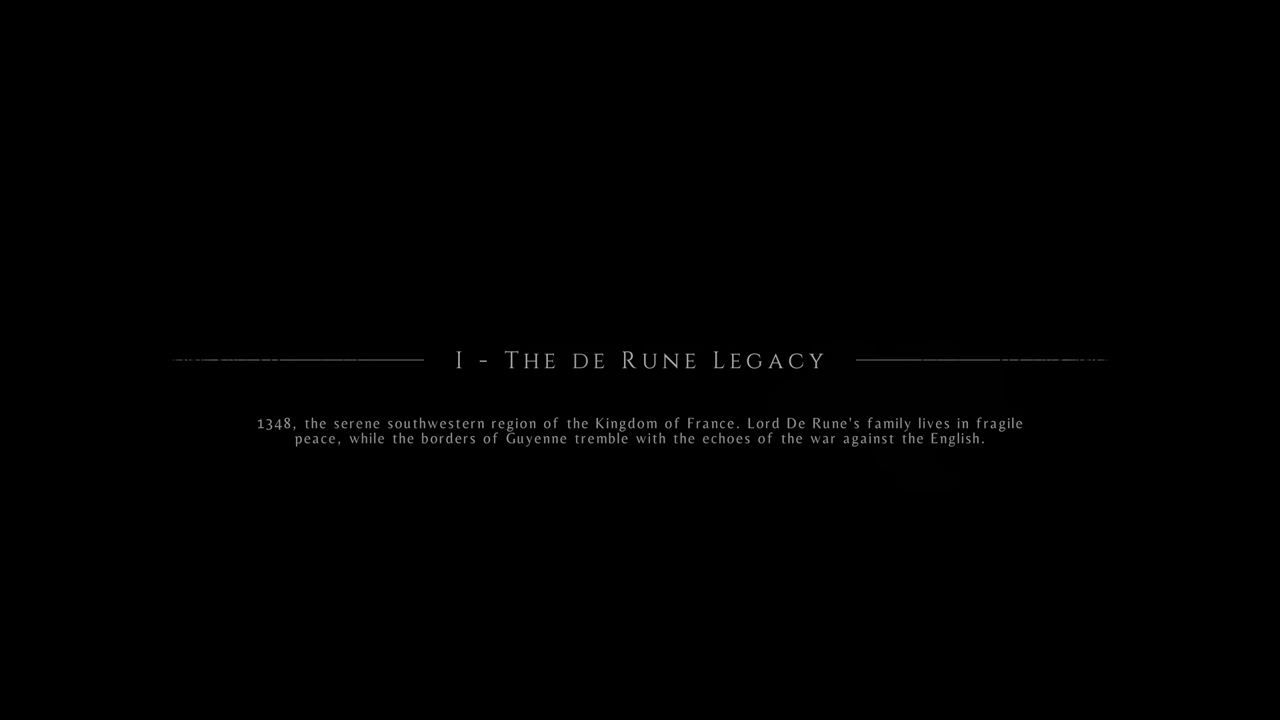 I - The de Rune Legacy
1348, the serene southwestern region of the Kingdom of France. Lord De Rune's family lives in fragile
peace, while the borders of Guyenne tremble with the echoes of the war against the English.